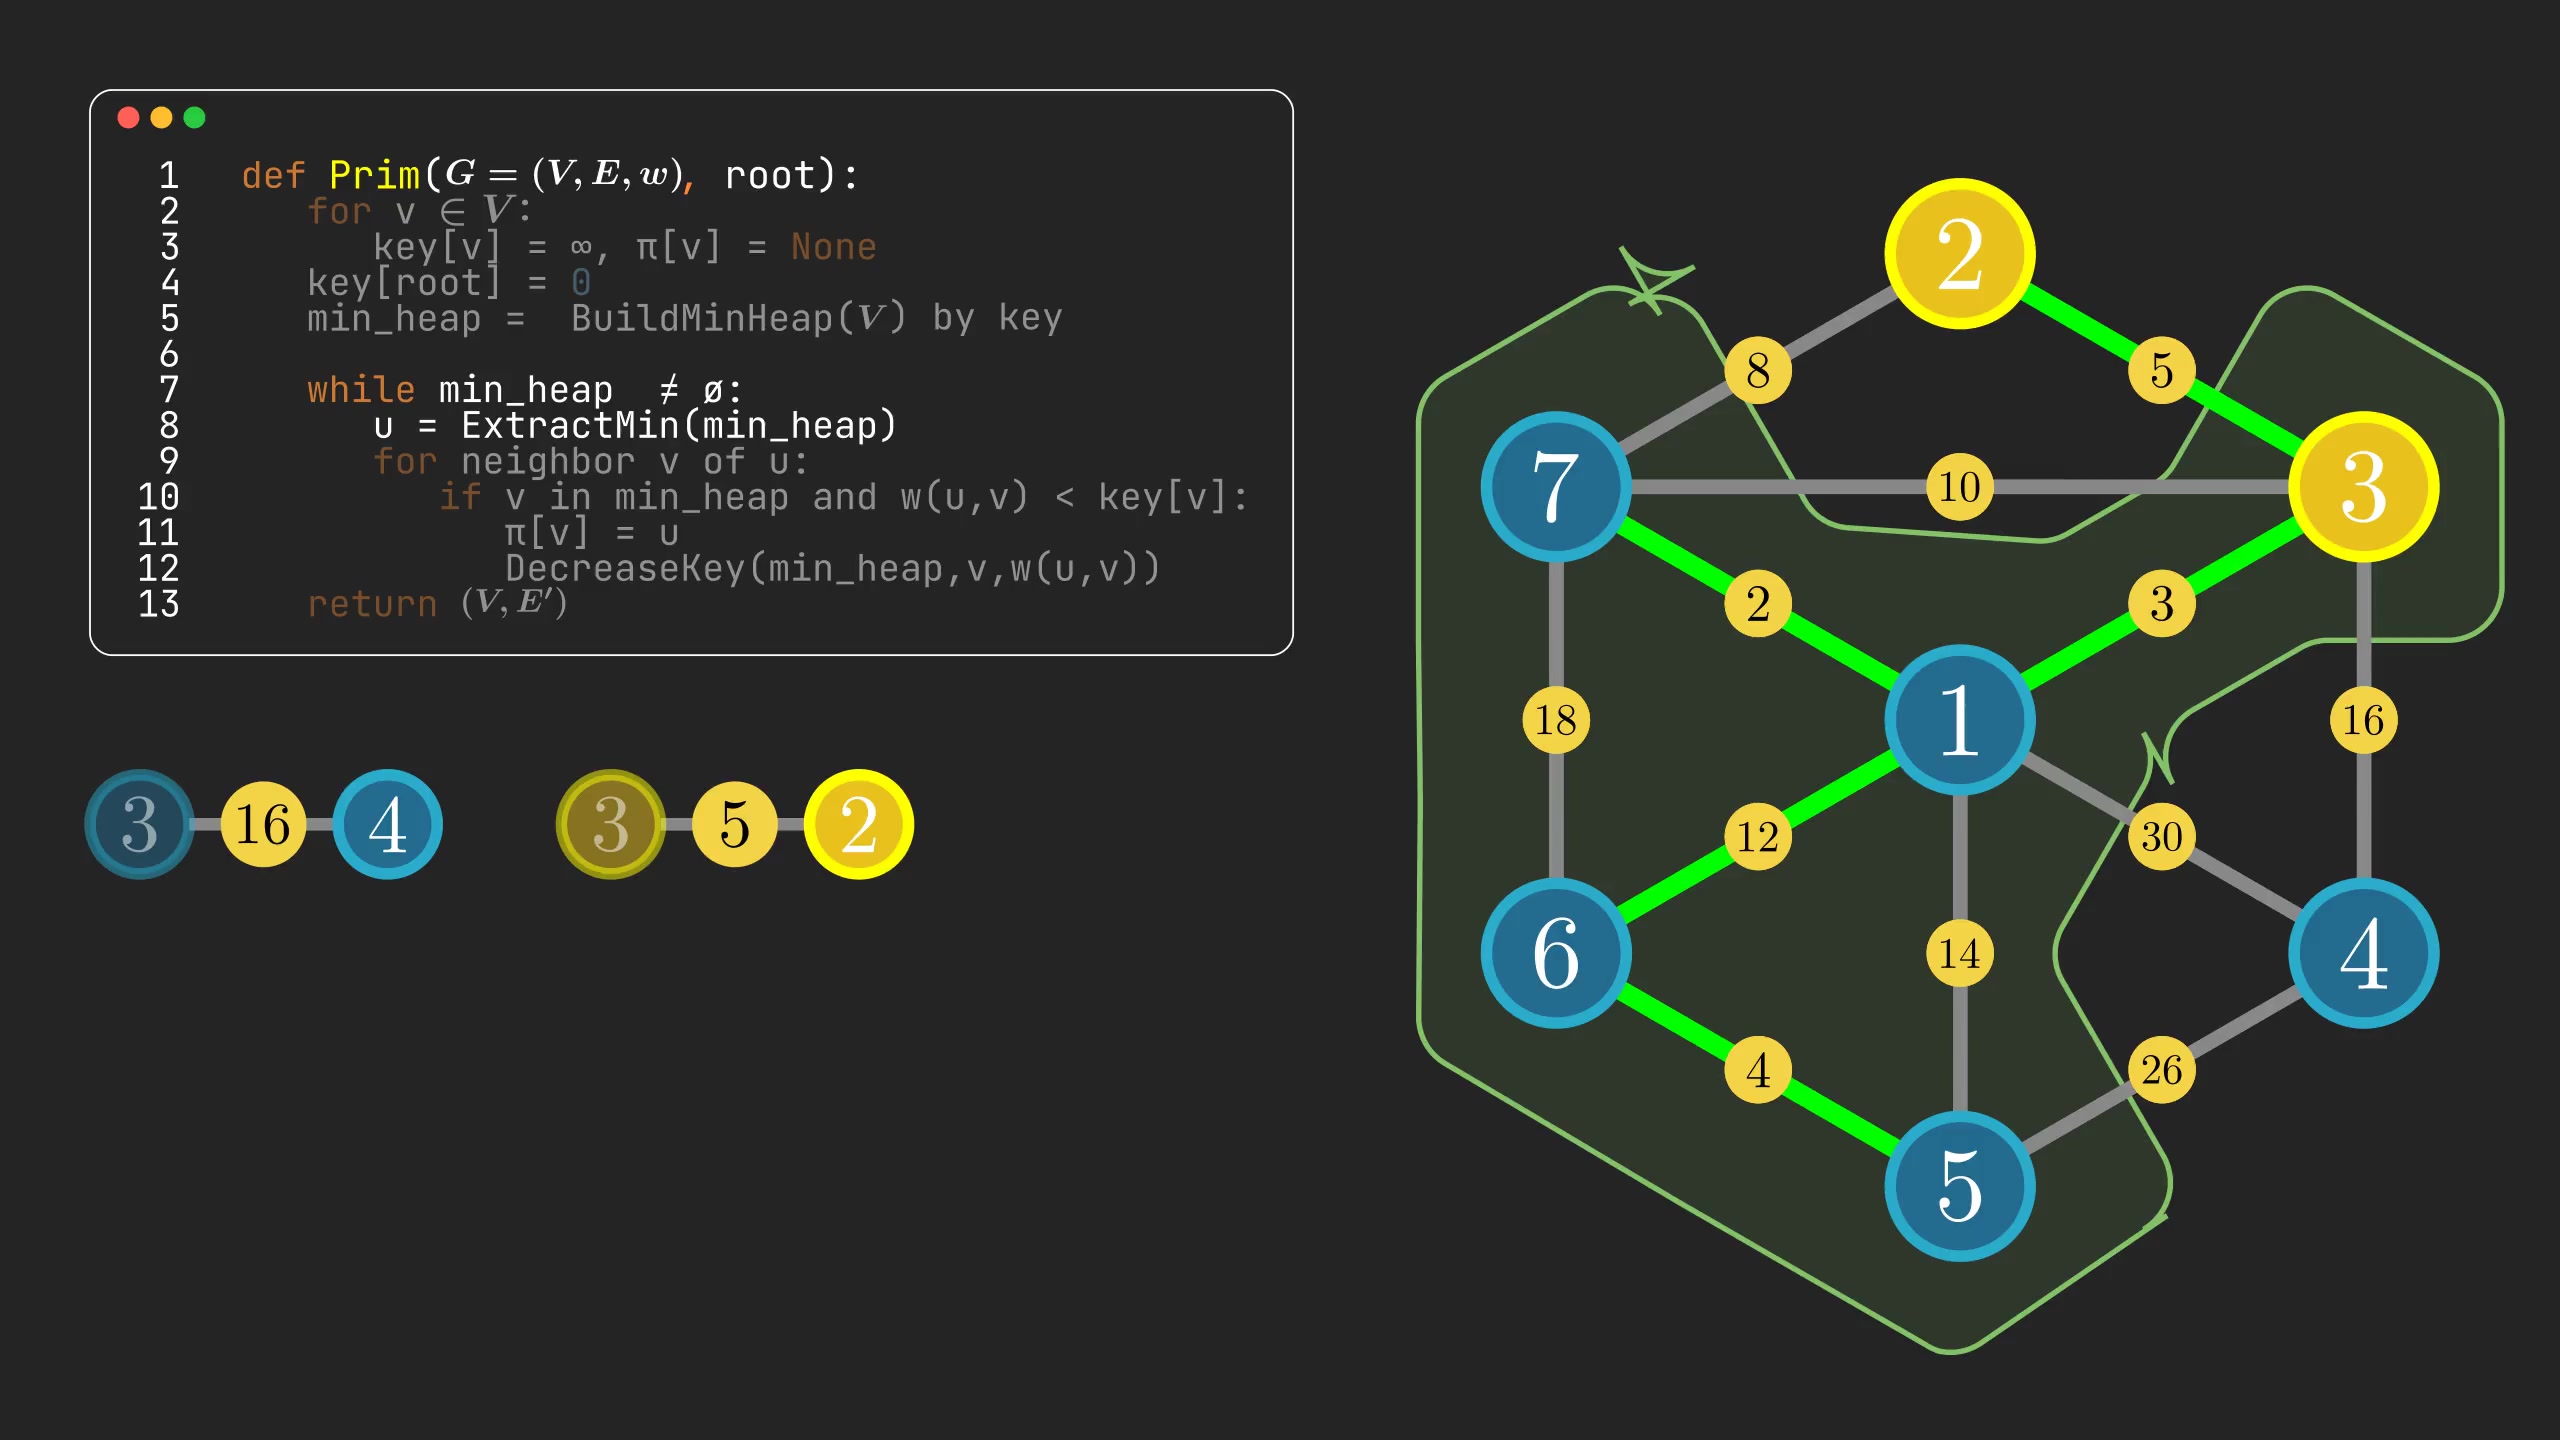 1 def Prim(G = (V, E, w), root):
2 for v ∈ V:
3 key[v] = ∞, π[v] = None
4 key[root] = 0
5 min_heap = BuildMinHeap(V) by key
6
7 while min_heap ≠ ø:
8 u = ExtractMin(min_heap)
9 for neighbor v of u:
10 if v in min_heap and w(u,v) < key[v]:
11 π[v] = u
12 DecreaseKey(min_heap,v,w(u,v))
13 return (V, E′)
3 16 4
3 5 2
2
8 5
7 10 3
2 3
18 1 16
12 30
6 14 4
4 26
5